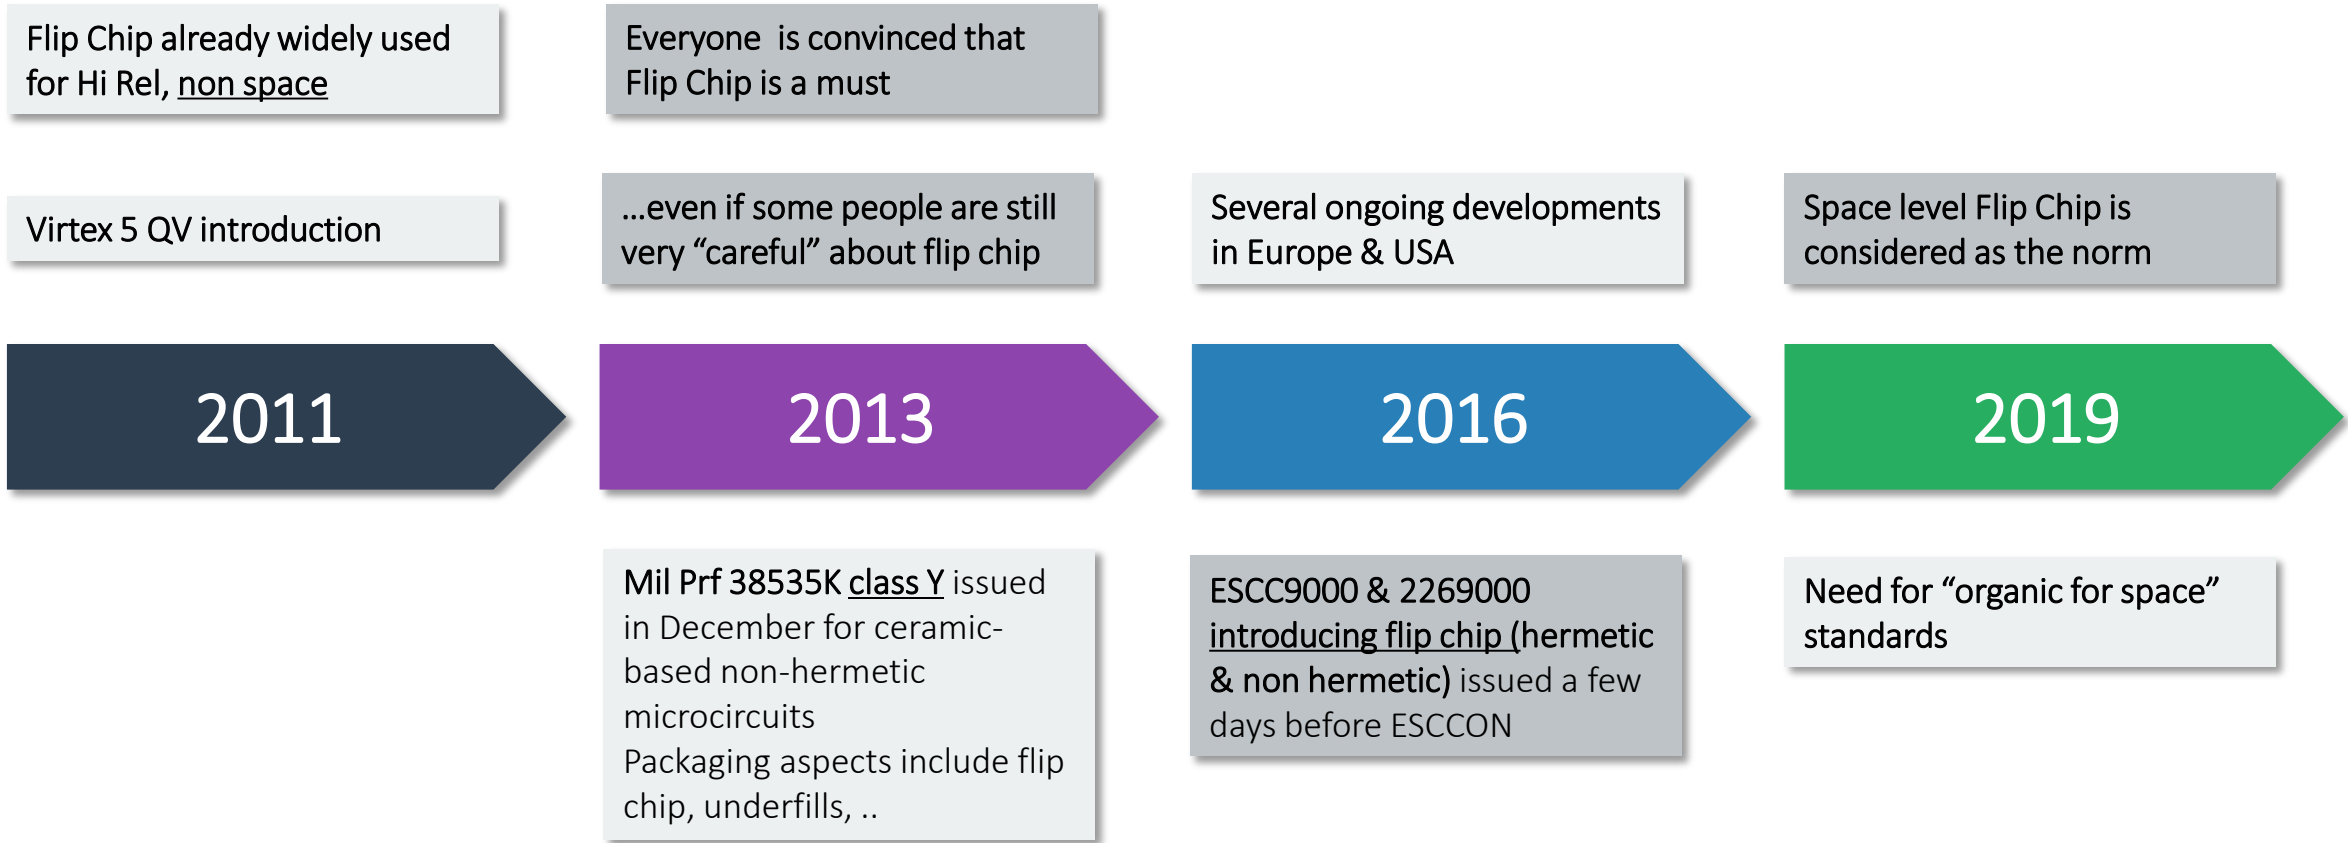 Flip Chip already widely used
for Hi Rel, non space
Virtex 5 QV introduction
2011
Everyone  is convinced that
Flip Chip is a must
...even if some people are still
very “careful” about flip chip
2013
Mil Prf 38535K class Y issued
in December for ceramic-
based non-hermetic
microcircuits
Packaging aspects include flip
chip, underfills, ..
Several ongoing developments
in Europe & USA
2016
ESCC9000 & 2269000
introducing flip chip (hermetic
& non hermetic) issued a few
days before ESCCON
Space level Flip Chip is
considered as the norm
2019
Need for “organic for space”
standards